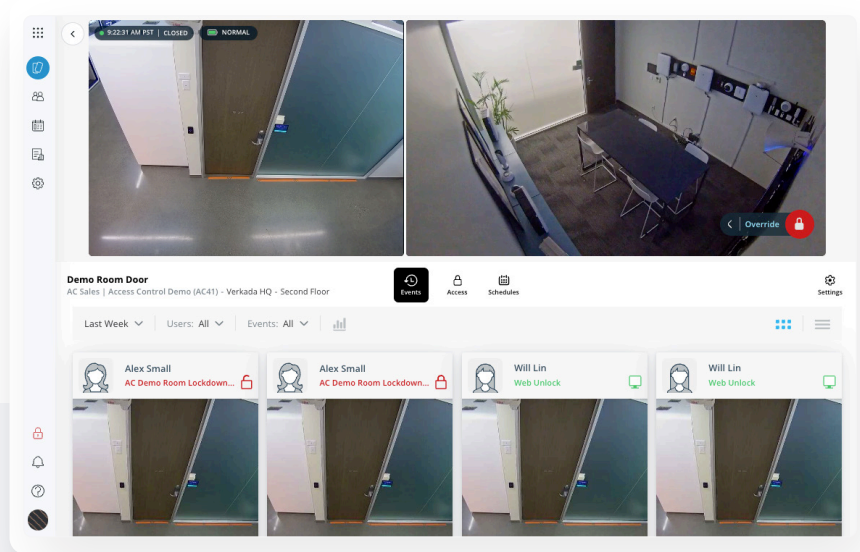 9:22:31 AM PST | CLOSED NORMAL
Override
Demo Room Door
AC Sales | Access Control Demo (AC41) - Verkada HQ - Second Floor
Events Access Schedules Settings
Last Week Users: All Events: All
Alex Small Alex Small Will Lin Will Lin
AC Demo Room Lockdown... AC Demo Room Lockdown... Web Unlock Web Unlock